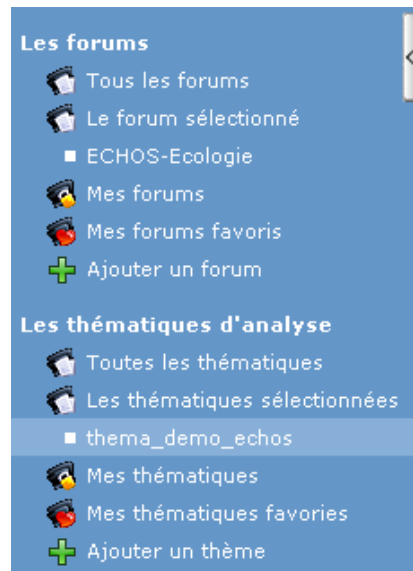 Les forums
Tous les forums
Le forum sélectionné
ECHOS-Ecologie
Mes forums
Mes forums favoris
Ajouter un forum
Les thématiques d'analyse
Toutes les thématiques
Les thématiques sélectionnées
thema_demo_echos
Mes thématiques
Mes thématiques favories
Ajouter un thème